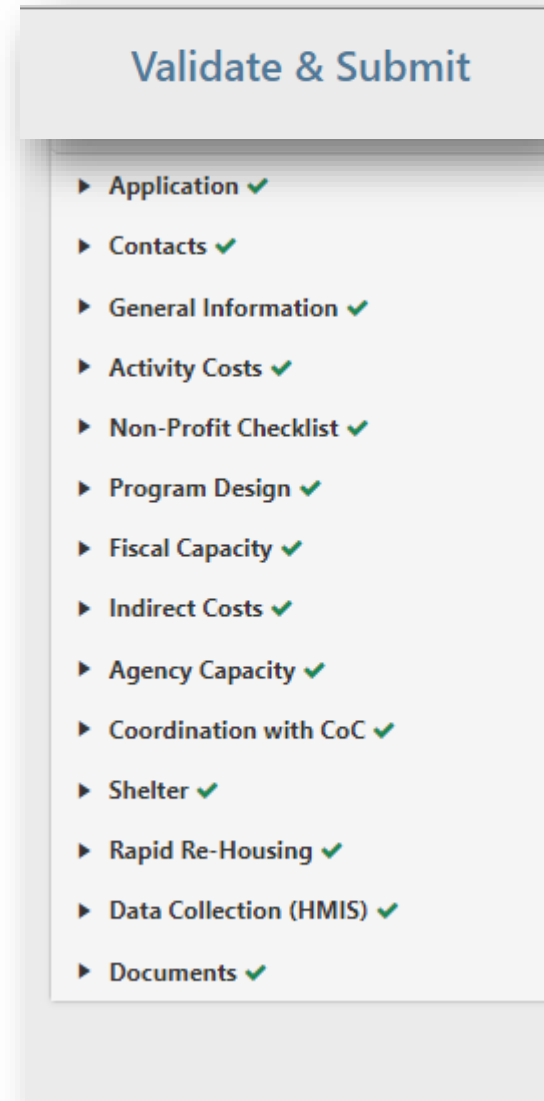 Validate & Submit
Application
Contacts
General Information
Activity Costs
Non-Profit Checklist
Program Design
Fiscal Capacity
Indirect Costs
Agency Capacity
Coordination with CoC
Shelter
Rapid Re-Housing
Data Collection (HMIS)
Documents